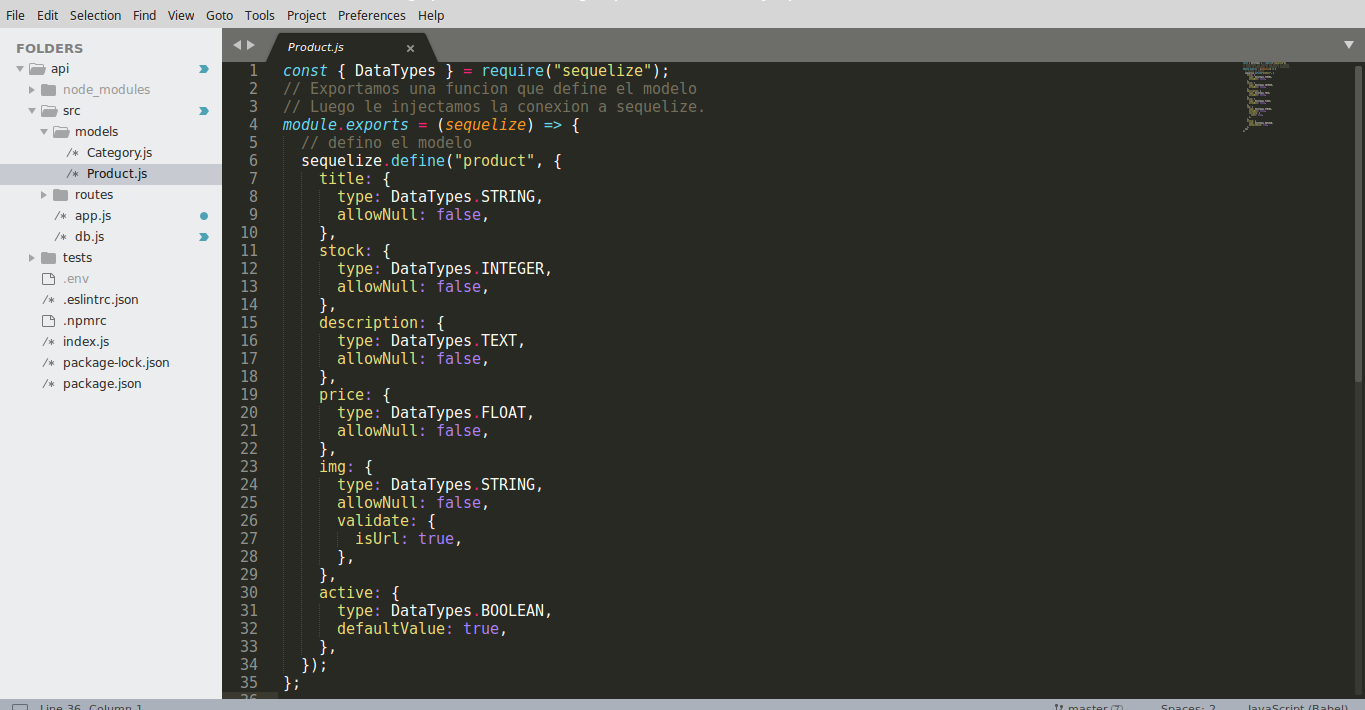 File Edit Selection Find View Goto Tools Project Preferences Help
FOLDERS
api
node_modules
src
models
/* Category.js
/* Product.js
routes
/* app.js
/* db.js
tests
.env
/* .eslintrc.json
.npmrc
/* index.js
/* package-lock.json
/* package.json
Product.js ×
1 const { DataTypes } = require("sequelize");
2 // Exportamos una funcion que define el modelo
3 // Luego le injectamos la conexion a sequelize.
4 module.exports = (sequelize) => {
5 // defino el modelo
6 sequelize.define("product", {
7 title: {
8 type: DataTypes.STRING,
9 allowNull: false,
10 },
11 stock: {
12 type: DataTypes.INTEGER,
13 allowNull: false,
14 },
15 description: {
16 type: DataTypes.TEXT,
17 allowNull: false,
18 },
19 price: {
20 type: DataTypes.FLOAT,
21 allowNull: false,
22 },
23 img: {
24 type: DataTypes.STRING,
25 allowNull: false,
26 validate: {
27 isUrl: true,
28 },
29 },
30 active: {
31 type: DataTypes.BOOLEAN,
32 defaultValue: true,
33 },
34 });
35 };
36
Line 36, Column 1 master (7) Spaces: 2 JavaScript (Babel)